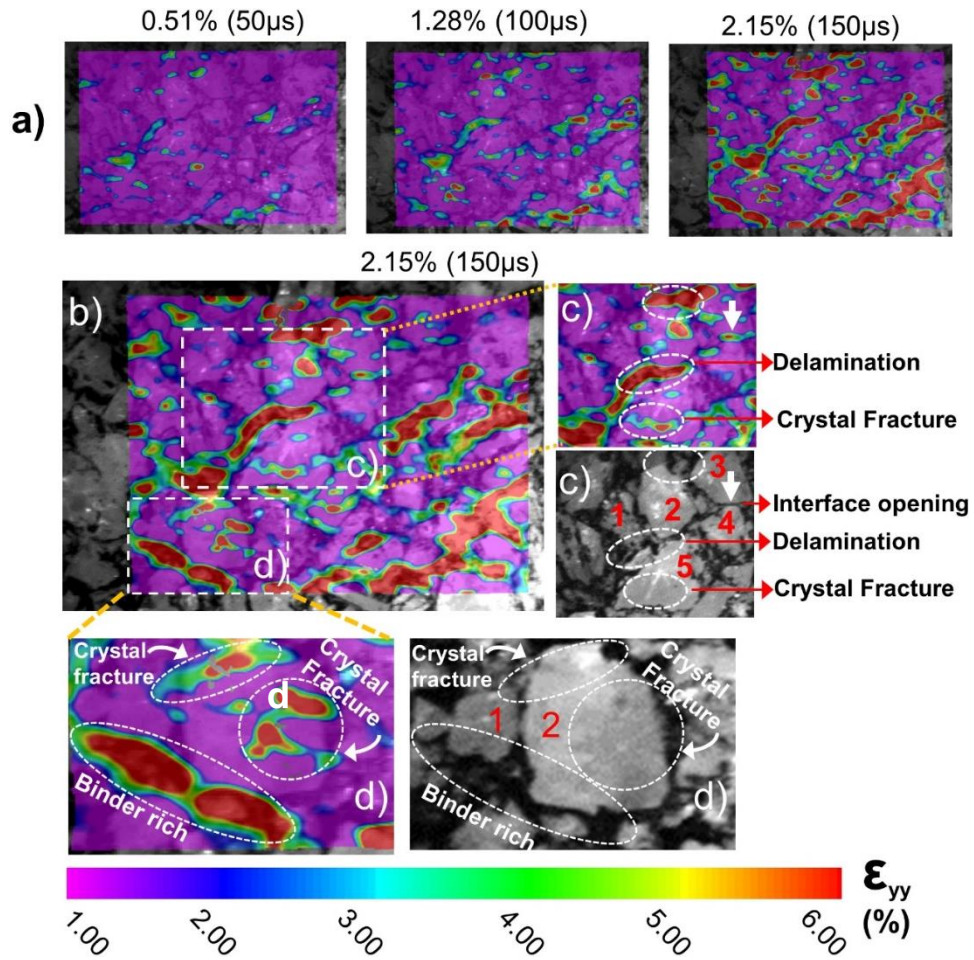 0.51% (50µs)
1.28% (100µs)
2.15% (150µs)
a)
2.15% (150µs)
b)
c)
d)
c)
Delamination
Crystal Fracture
c)
1
2
3
4
5
Interface opening
Delamination
Crystal Fracture
Crystal
fracture
d
Crystal
Fracture
Binder rich
d)
Crystal
fracture
1
2
Crystal
Fracture
Binder rich
d)
1.00
2.00
3.00
4.00
5.00
6.00
εyy
(%)